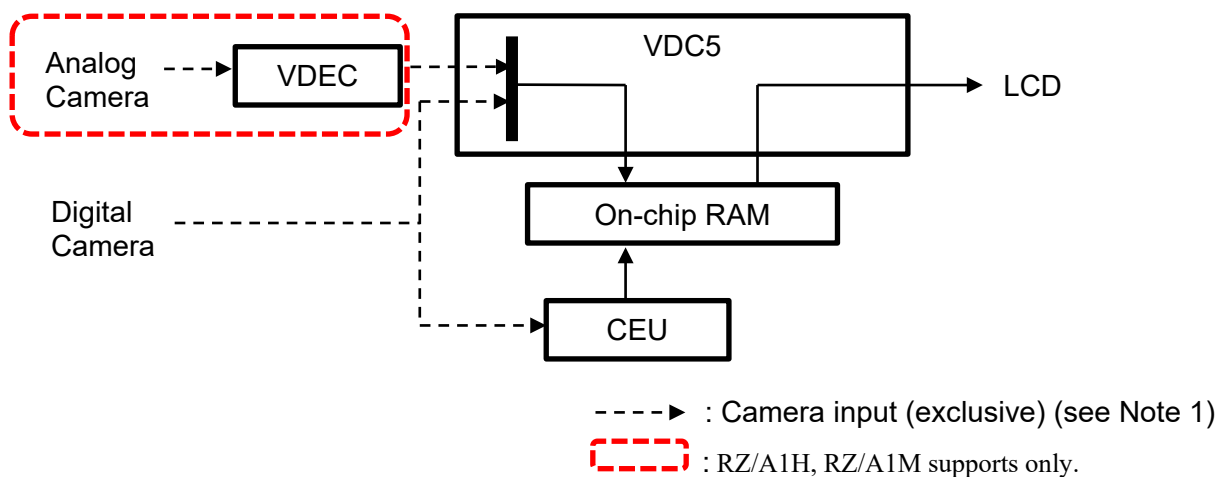 VDC5
Analog
Camera
VDEC
LCD
Digital
Camera
On-chip RAM
CEU
: Camera input (exclusive) (see Note 1)
: RZ/A1H, RZ/A1M supports only.